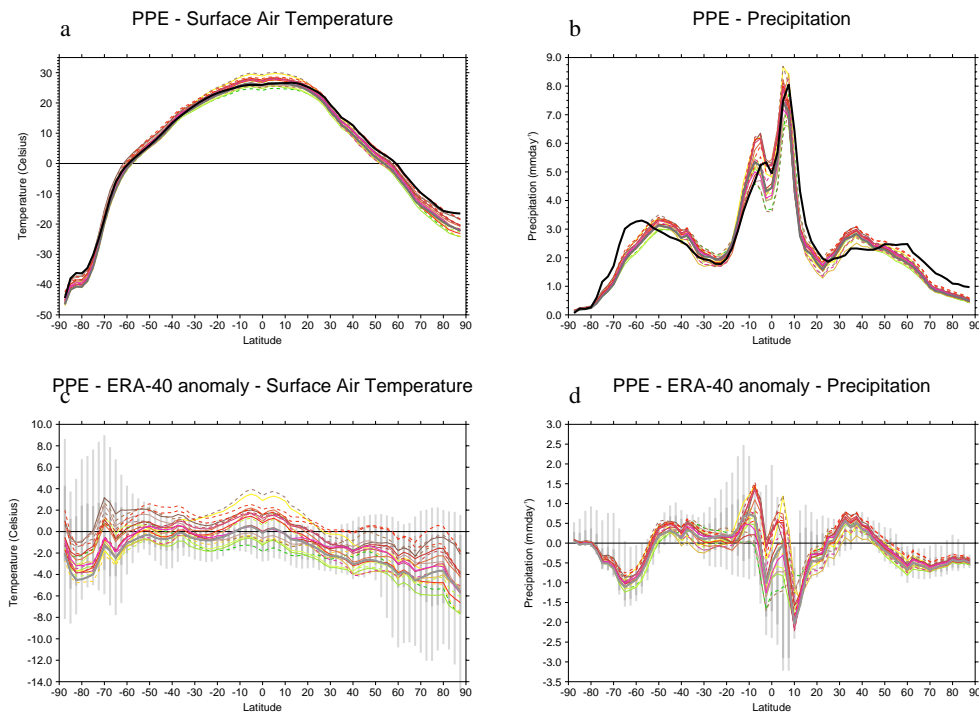 PPE - Surface Air Temperature
a
Temperature (Celsius)
30
20
10
0
-10
-20
-30
-40
-50
-90 -80 -70 -60 -50 -40 -30 -20 -10 0 10 20 30 40 50 60 70 80 90
Latitude
PPE - Precipitation
b
Precipitation (mmday⁻¹)
9.0
8.0
7.0
6.0
5.0
4.0
3.0
2.0
1.0
0.0
-90 -80 -70 -60 -50 -40 -30 -20 -10 0 10 20 30 40 50 60 70 80 90
Latitude
PPE - ERA-40 anomaly - Surface Air Temperature
c
Temperature (Celsius)
10.0
8.0
6.0
4.0
2.0
0.0
-2.0
-4.0
-6.0
-8.0
-10.0
-12.0
-14.0
-90 -80 -70 -60 -50 -40 -30 -20 -10 0 10 20 30 40 50 60 70 80 90
Latitude
PPE - ERA-40 anomaly - Precipitation
d
Precipitation (mmday⁻¹)
3.0
2.5
2.0
1.5
1.0
0.5
0.0
-0.5
-1.0
-1.5
-2.0
-2.5
-3.0
-3.5
-90 -80 -70 -60 -50 -40 -30 -20 -10 0 10 20 30 40 50 60 70 80 90
Latitude